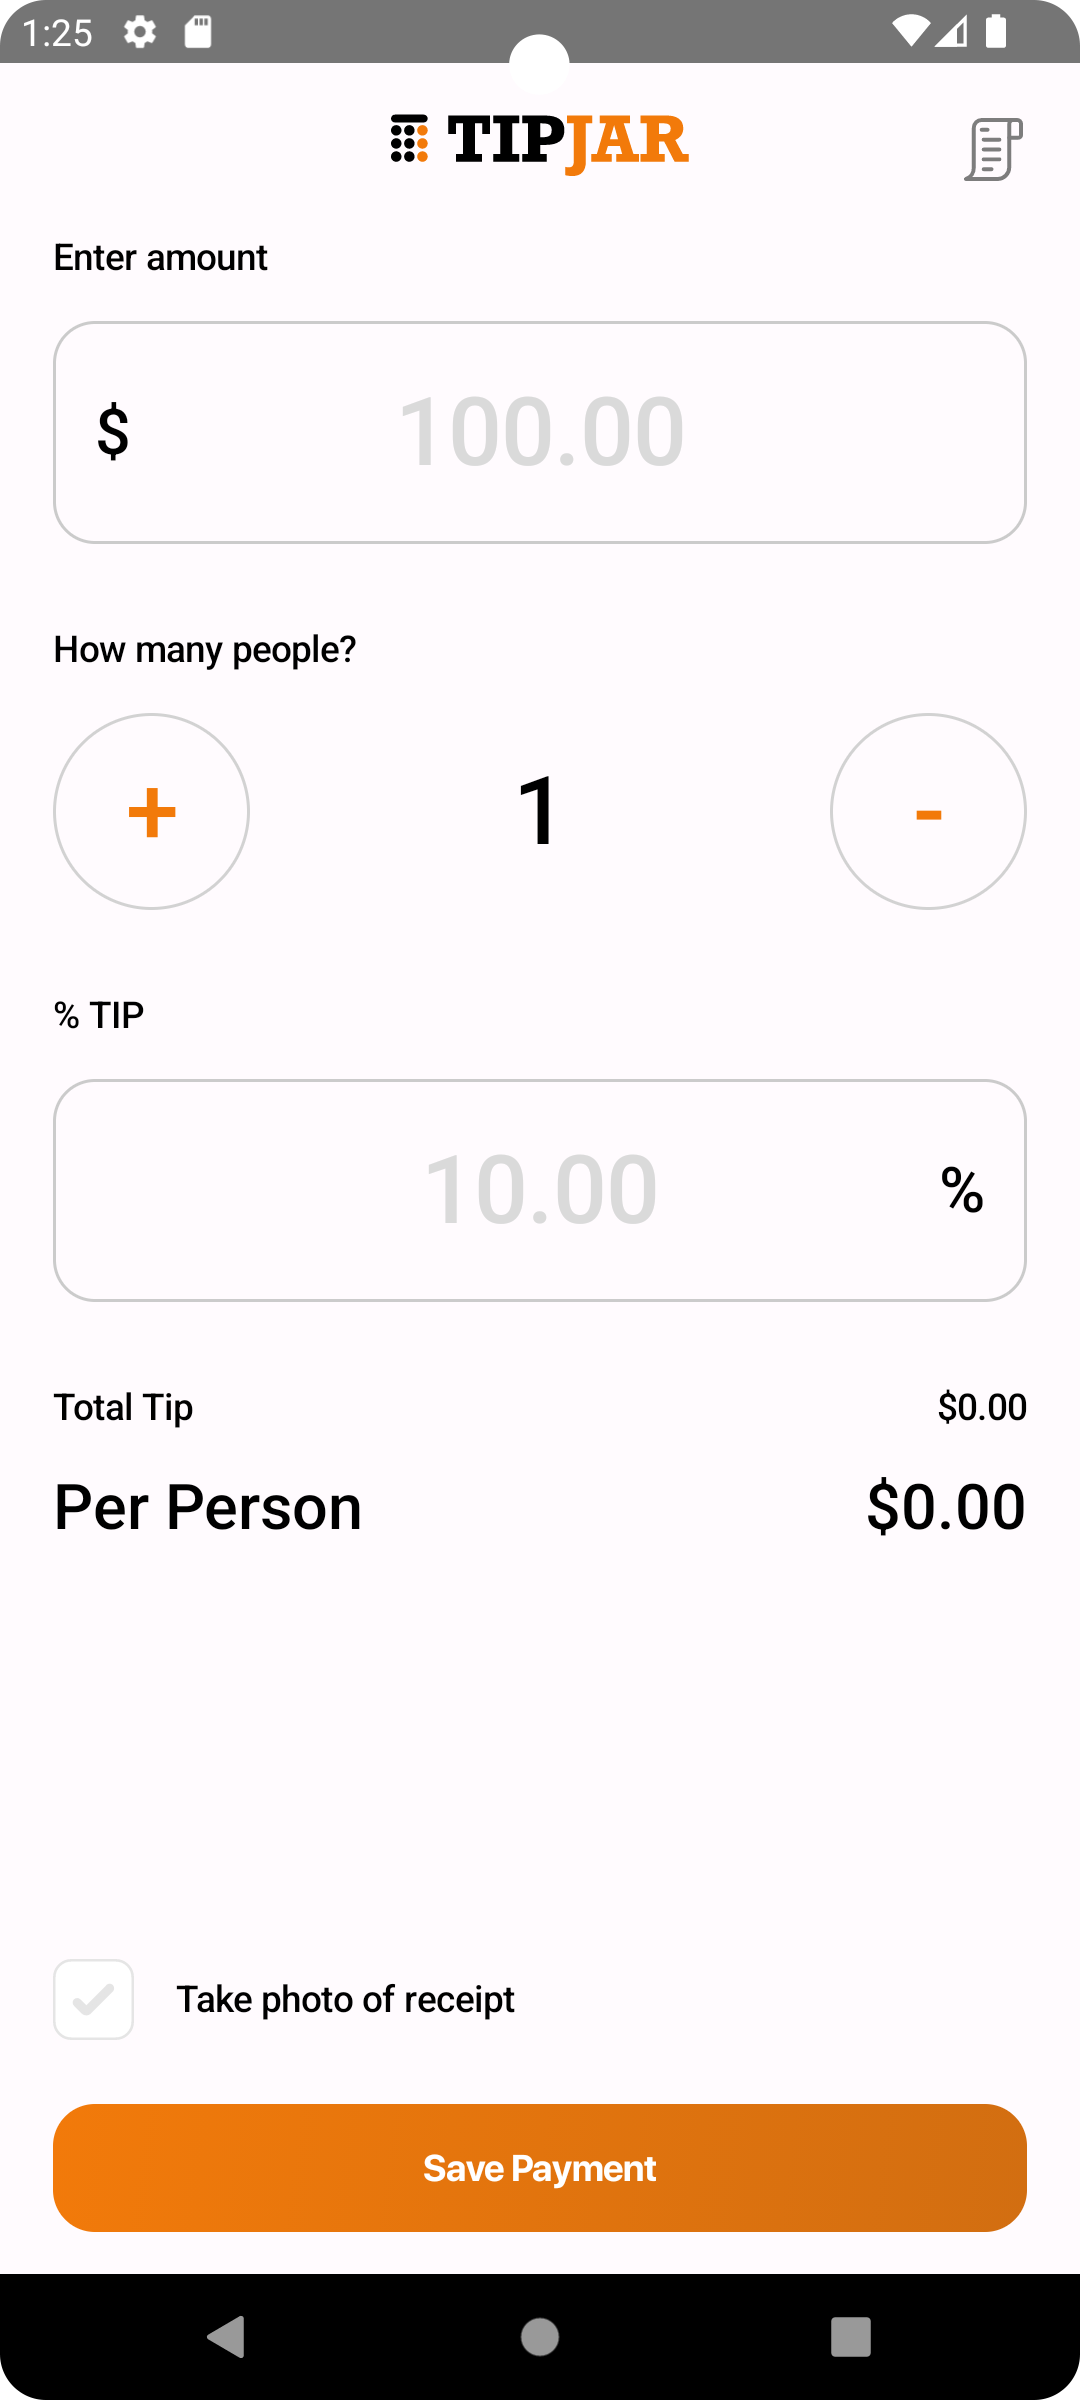 1:25
TIPJAR
Enter amount
$ 100.00
How many people?
+ 1 -
% TIP
10.00 %
Total Tip $0.00
Per Person $0.00
Take photo of receipt
Save Payment